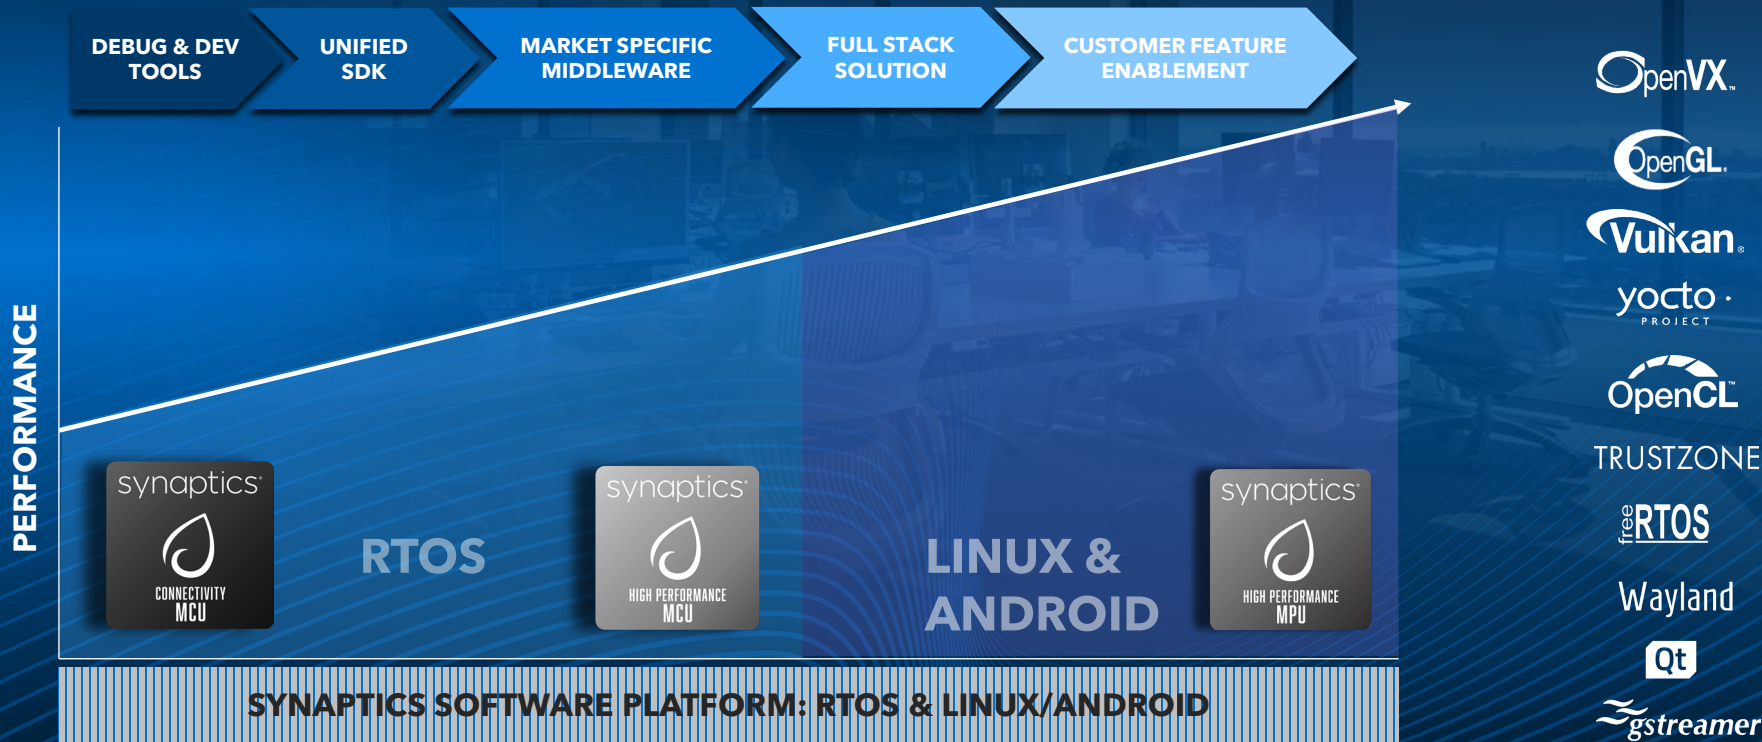 DEBUG & DEV
TOOLS
UNIFIED
SDK
MARKET SPECIFIC
MIDDLEWARE
FULL STACK
SOLUTION
CUSTOMER FEATURE
ENABLEMENT
PERFORMANCE
synaptics
CONNECTIVITY
MCU
RTOS
synaptics
HIGH PERFORMANCE
MCU
LINUX &
ANDROID
synaptics
HIGH PERFORMANCE
MPU
SYNAPTICS SOFTWARE PLATFORM: RTOS & LINUX/ANDROID
OpenVX™
OpenGL®
Vulkan®
yocto
PROJECT
OpenCL™
TRUSTZONE
freeRTOS
Wayland
Qt
gstreamer